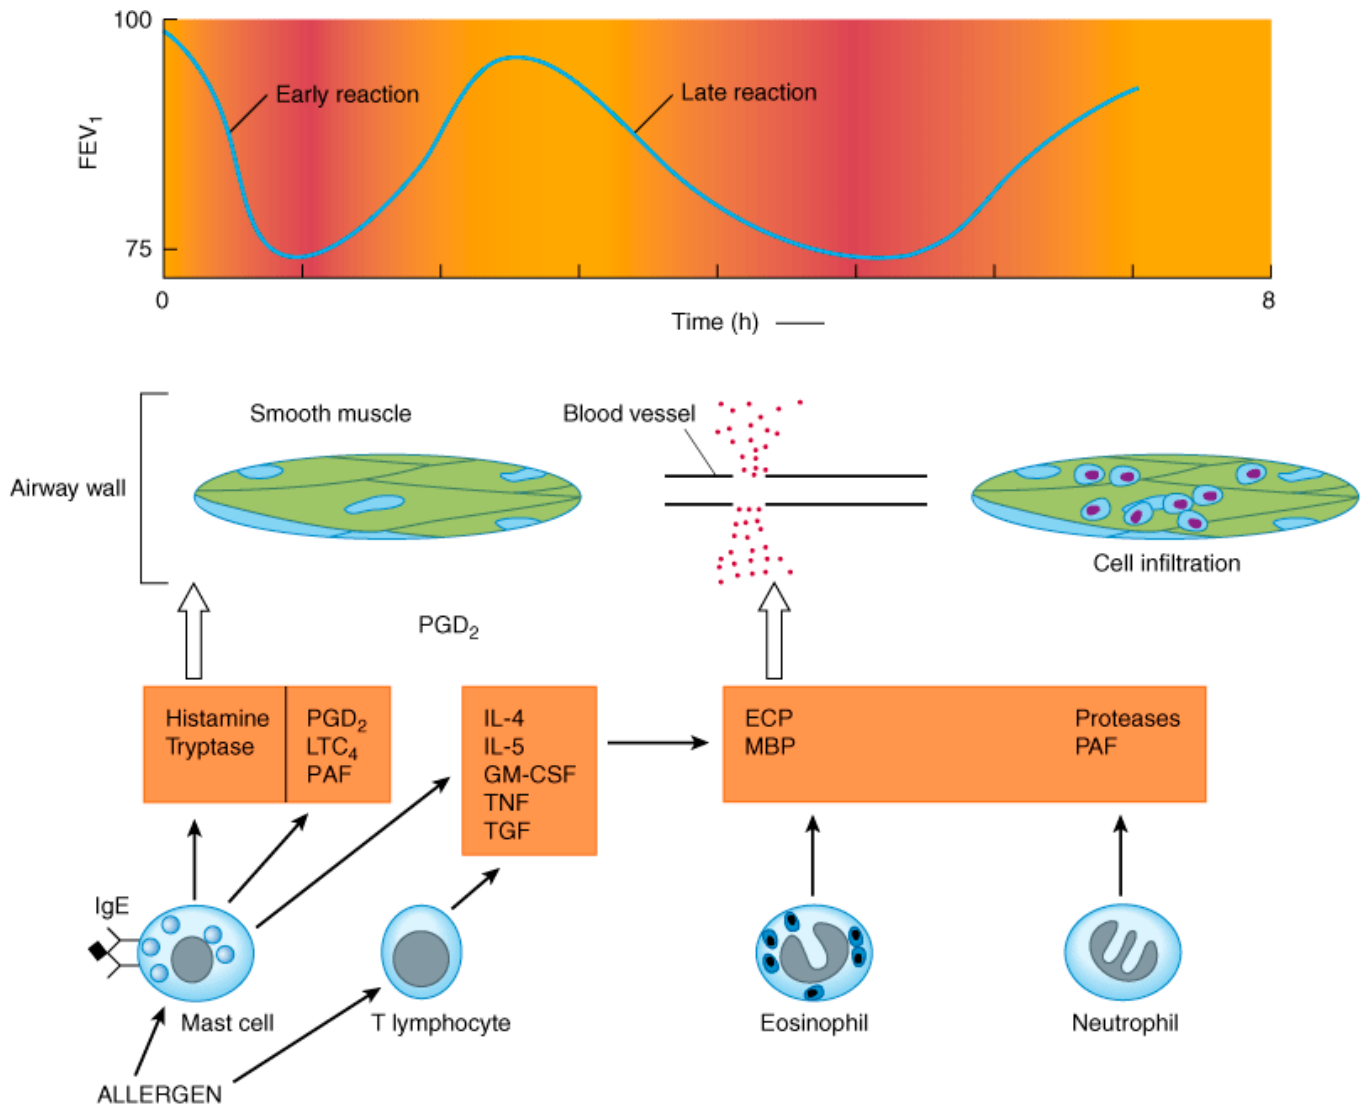 100
Early reaction
Late reaction
FEV₁
75
0
8
Time (h)
Smooth muscle
Blood vessel
Airway wall
Cell infiltration
PGD₂
Histamine
Tryptase
PGD₂
LTC₄
PAF
IL-4
IL-5
GM-CSF
TNF
TGF
ECP
MBP
Proteases
PAF
IgE
Mast cell
T lymphocyte
Eosinophil
Neutrophil
ALLERGEN